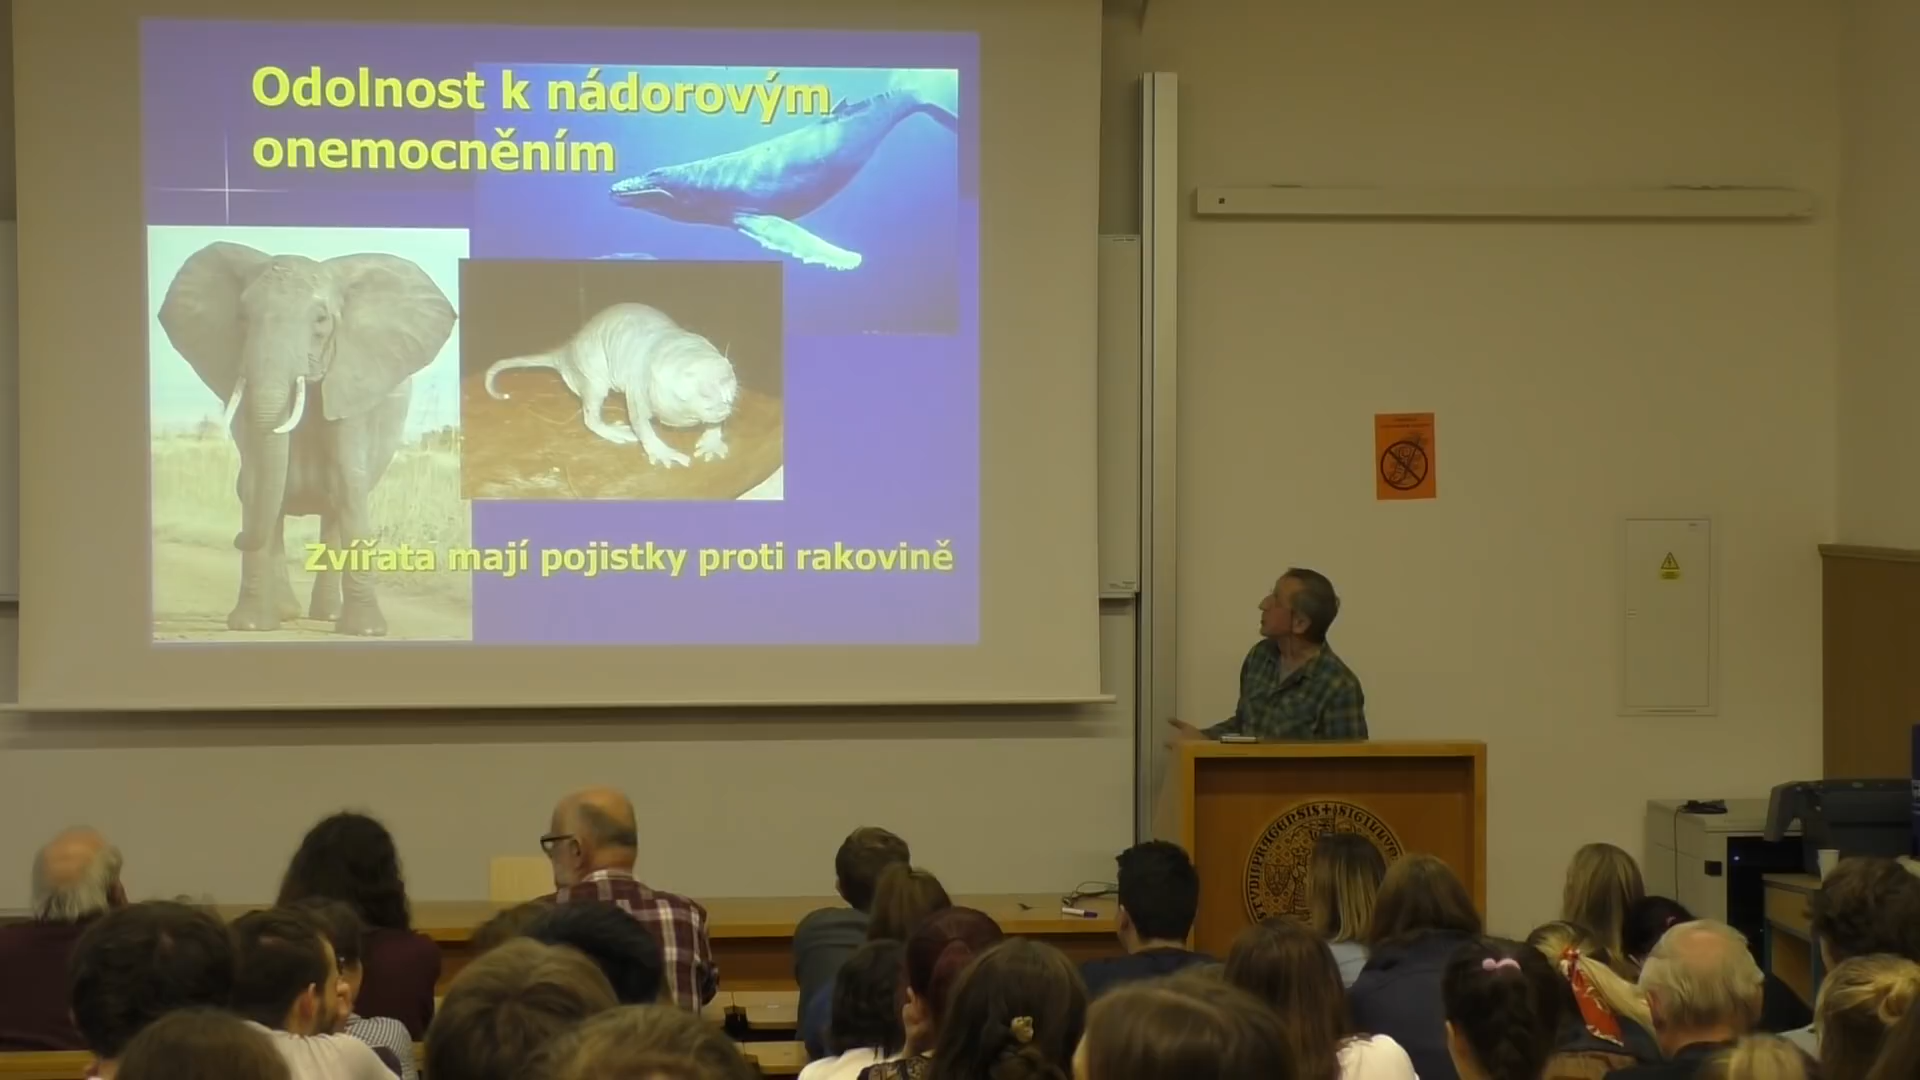 Odolnost k nádorovým
onemocněním
Zvířata mají pojistky proti rakovině